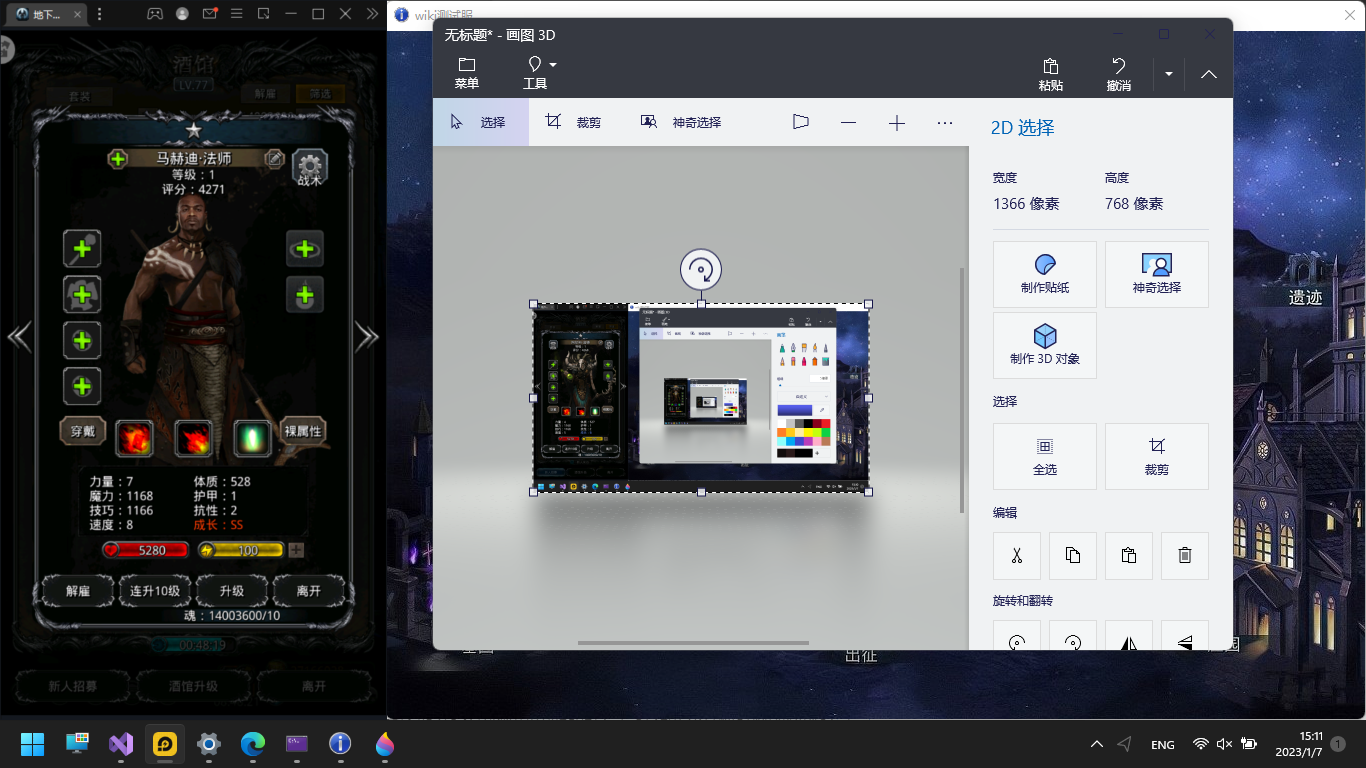 地下...
酒馆
LV.77
套装
解雇
筛选
马赫迪·法师
等级：1
评分：4271
战术
穿戴
裸属性
力量：7
体质：528
魔力：1168
护甲：1
技巧：1166
抗性：2
速度：8
成长：SS
5280
100
解雇
连升10级
升级
离开
魂：14003600/10
00:48:19
新人招募
酒馆升级
离开
wiki测试服
无标题* - 画图 3D
菜单
工具
粘贴
撤消
选择
裁剪
神奇选择
2D 选择
宽度
高度
1366 像素
768 像素
制作贴纸
神奇选择
制作 3D 对象
选择
全选
裁剪
编辑
旋转和翻转
遗迹
出征
ENG
15:11
2023/1/7
1